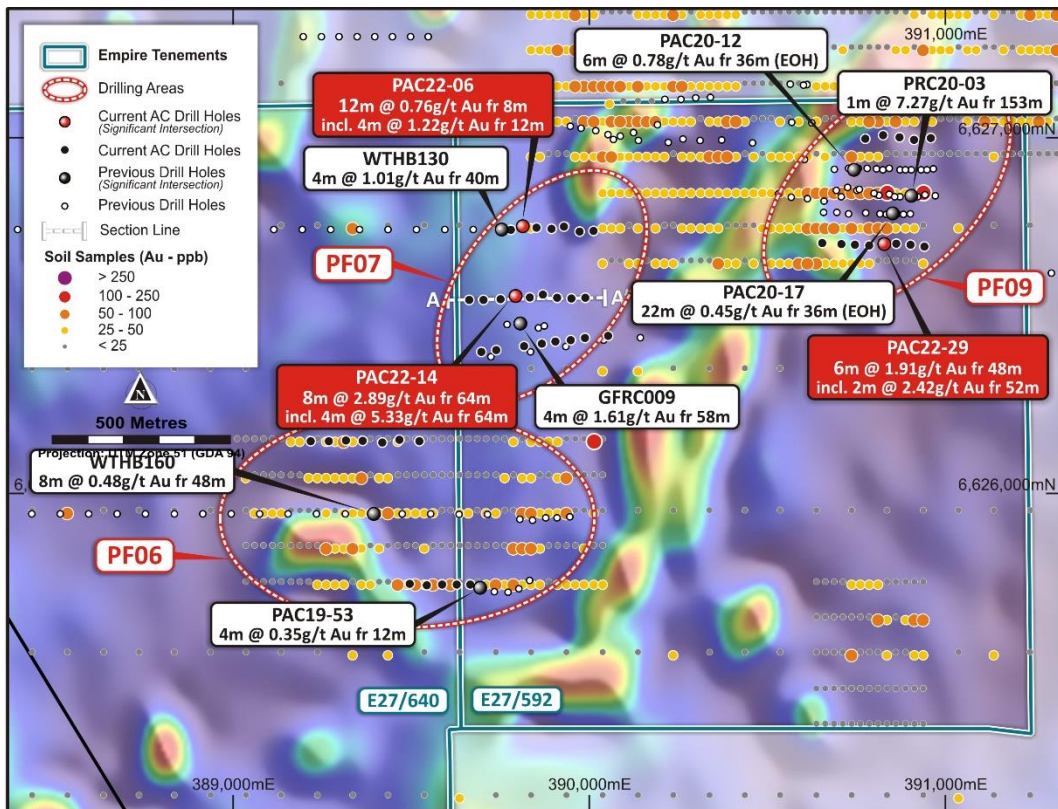 391,000mE
Empire Tenements
Drilling Areas
Current AC Drill Holes
(Significant Intersection)
Current AC Drill Holes
Previous Drill Holes
(Significant Intersection)
Previous Drill Holes
Section Line
Soil Samples (Au - ppb)
> 250
100 - 250
50 - 100
25 - 50
< 25
N
500 Metres
Projection: UTM Zone 51 (GDA 94)
PAC20-12
6m @ 0.78g/t Au fr 36m (EOH)
PRC20-03
1m @ 7.27g/t Au fr 153m
PAC22-06
12m @ 0.76g/t Au fr 8m
incl. 4m @ 1.22g/t Au fr 12m
6,627,000mN
WTHB130
4m @ 1.01g/t Au fr 40m
PF07
PF09
A
A'
PAC20-17
22m @ 0.45g/t Au fr 36m (EOH)
PAC22-29
6m @ 1.91g/t Au fr 48m
incl. 2m @ 2.42g/t Au fr 52m
PAC22-14
8m @ 2.89g/t Au fr 64m
incl. 4m @ 5.33g/t Au fr 64m
GFRC009
4m @ 1.61g/t Au fr 58m
WTHB160
8m @ 0.48g/t Au fr 48m
6,
6,626,000mN
PF06
PAC19-53
4m @ 0.35g/t Au fr 12m
E27/640
E27/592
389,000mE
390,000mE
391,000mE